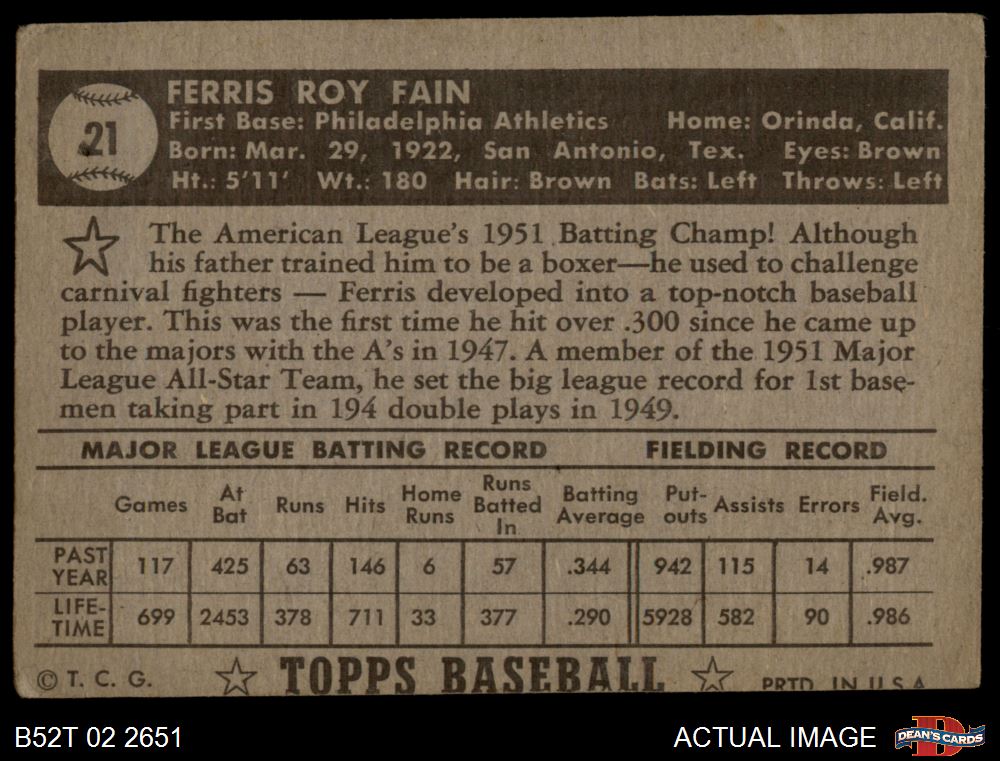 21
FERRIS ROY FAIN
First Base: Philadelphia Athletics Home: Orinda, Calif.
Born: Mar. 29, 1922, San Antonio, Tex. Eyes: Brown
Ht.: 5'11' Wt.: 180 Hair: Brown Bats: Left Throws: Left
The American League's 1951 Batting Champ! Although
his father trained him to be a boxer—he used to challenge
carnival fighters — Ferris developed into a top-notch baseball
player. This was the first time he hit over .300 since he came up
to the majors with the A's in 1947. A member of the 1951 Major
League All-Star Team, he set the big league record for 1st base-
men taking part in 194 double plays in 1949.
MAJOR LEAGUE BATTING RECORD FIELDING RECORD
Games At Bat Runs Hits Home Runs Runs Batted In Batting Average Put-outs Assists Errors Field. Avg.
PAST YEAR 117 425 63 146 6 57 .344 942 115 14 .987
LIFE-TIME 699 2453 378 711 33 377 .290 5928 582 90 .986
© T. C. G. TOPPS BASEBALL PRTD. IN U.S.A.
B52T 02 2651 ACTUAL IMAGE DEAN'S CARDS